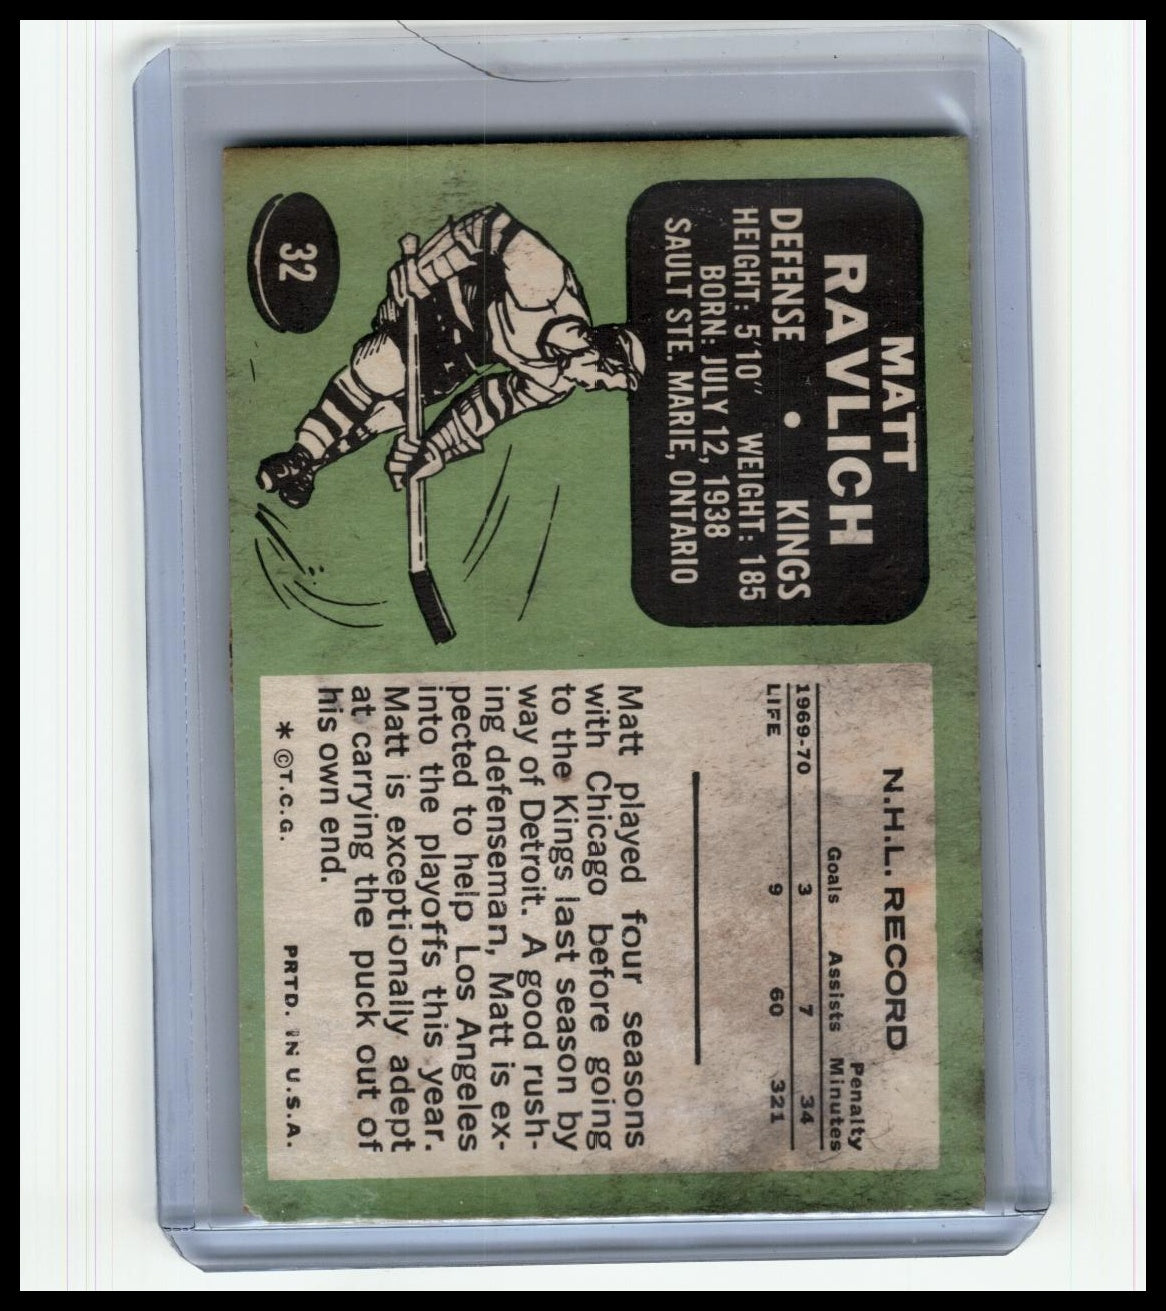 MATT
RAVLICH
DEFENSE • KINGS
HEIGHT: 5'10" WEIGHT: 185
BORN: JULY 12, 1938
SAULT STE. MARIE, ONTARIO
32
N.H.L. RECORD
Penalty
Goals Assists Minutes
1969-70 3 7 34
LIFE 9 60 321
Matt played four seasons
with Chicago before going
to the Kings last season by
way of Detroit. A good rush-
ing defenseman, Matt is ex-
pected to help Los Angeles
into the playoffs this year.
Matt is exceptionally adept
at carrying the puck out of
his own end.
* ©T.C.G. PRTD. IN U.S.A.